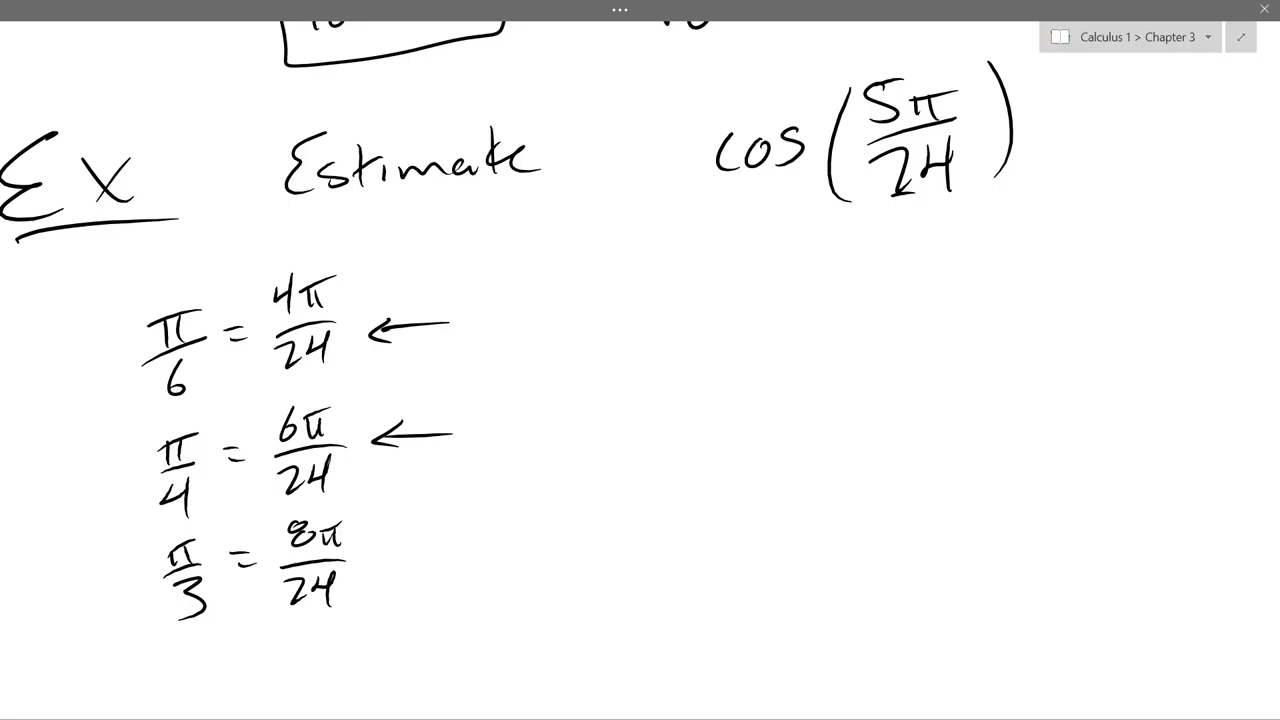 Calculus 1 > Chapter 3
Ex Estimate cos(5π/24)
π/6 = 4π/24 ←
π/4 = 6π/24 ←
π/3 = 8π/24